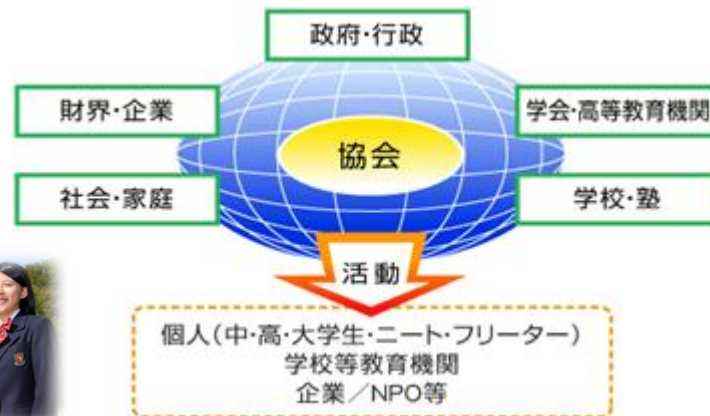 政府・行政
財界・企業
学会・高等教育機関
協会
社会・家庭
学校・塾
活動
個人(中・高・大学生・ニート・フリーター)
学校等教育機関
企業/NPO等